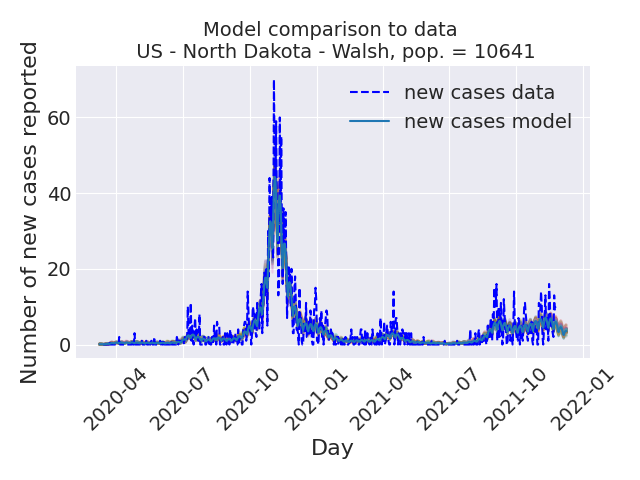 Model comparison to data
US - North Dakota - Walsh, pop. = 10641
Number of new cases reported
60
40
20
0
new cases data
new cases model
2020-04
2020-07
2020-10
2021-01
2021-04
2021-07
2021-10
2022-01
Day